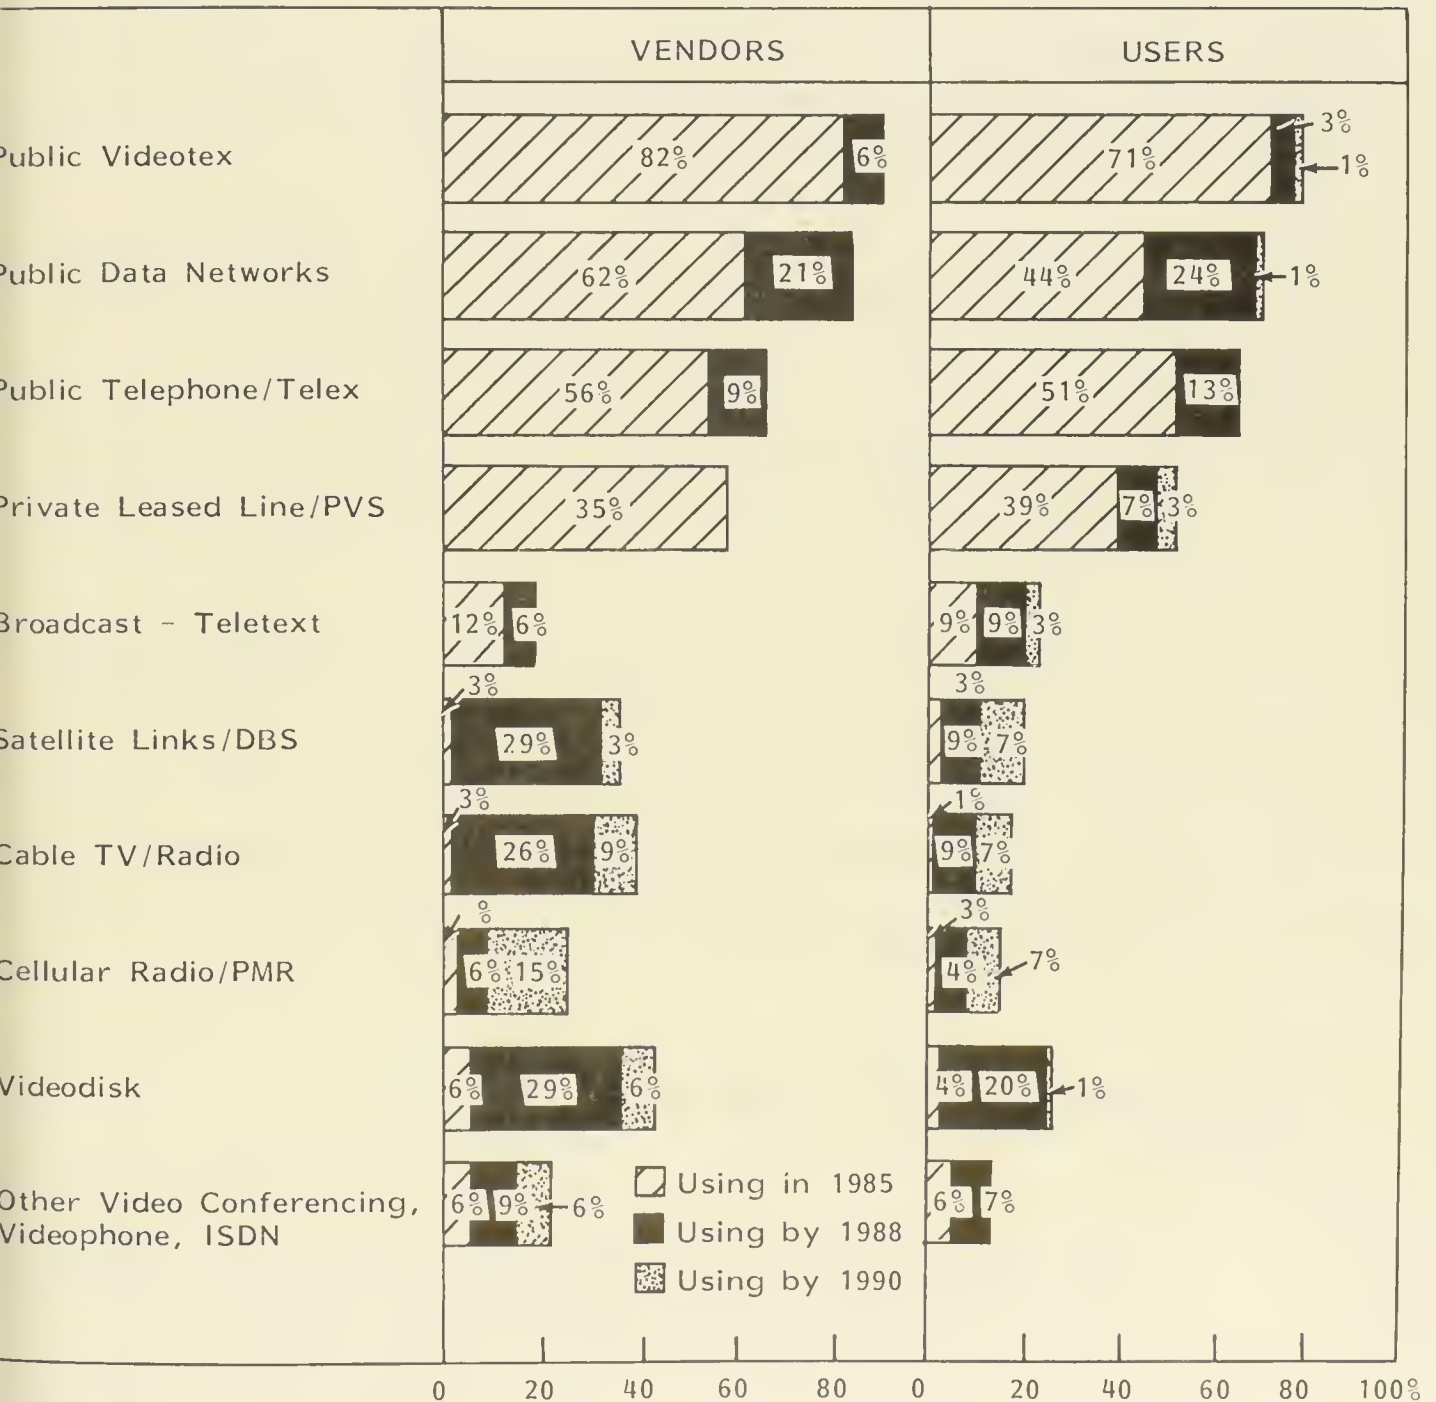 VENDORS USERS
Public Videotex 82% 6% 71% 3%
1%
Public Data Networks 62% 21% 44% 24% 1%
Public Telephone/Telex 56% 9% 51% 13%
Private Leased Line/PVS 35% 39% 7% 3%
Broadcast - Teletext 12% 6% 9% 9% 3%
3% 3%
Satellite Links/DBS 29% 3% 9% 7%
3% 1%
Cable TV/Radio 26% 9% 9% 7%
% 3%
Cellular Radio/PMR 6% 15% 4% 7%
Videodisk 6% 29% 6% 4% 20% 1%
Other Video Conferencing, 6% 9% 6% 6% 7%
Videophone, ISDN
Using in 1985
Using by 1988
Using by 1990
0 20 40 60 80 0 20 40 60 80 100%